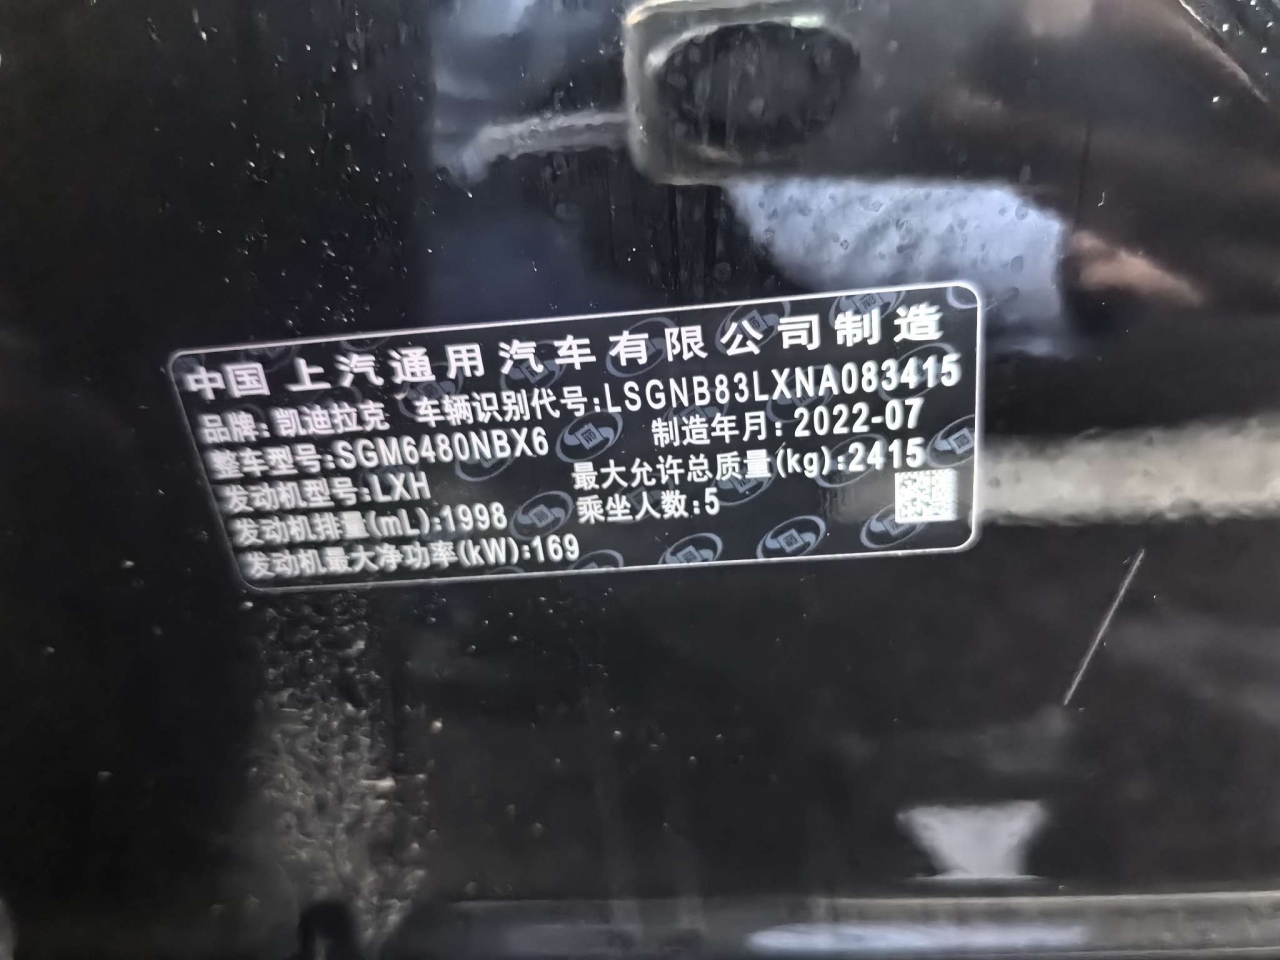 中国 上汽通用汽车有限公司制造
品牌: 凯迪拉克 车辆识别代号:LSGNB83LXNA083415
整车型号:SGM6480NBX6 制造年月: 2022-07
发动机型号:LXH 最大允许总质量(kg):2415
发动机排量(mL):1998 乘坐人数:5
发动机最大净功率(kW):169